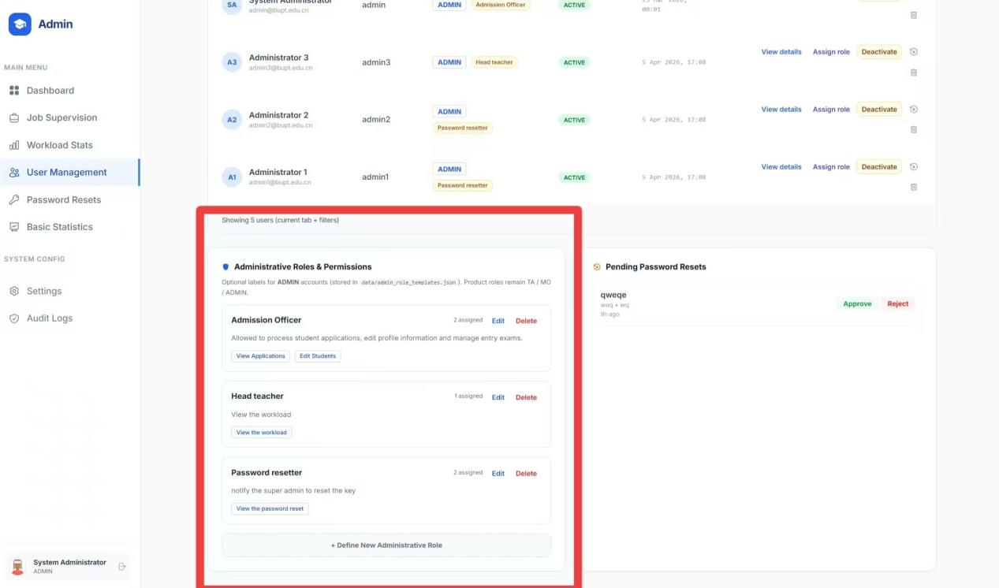 Admin
MAIN MENU
Dashboard
Job Supervision
Workload Stats
User Management
Password Resets
Basic Statistics
SYSTEM CONFIG
Settings
Audit Logs
System Administrator
ADMIN
SA
System Administrator
admin@bupt.edu.cn
admin
ADMIN
Admission Officer
ACTIVE
00:01
A3
Administrator 3
admin3@bupt.edu.cn
admin3
ADMIN
Head teacher
ACTIVE
5 Apr 2026, 17:08
View details
Assign role
Deactivate
A2
Administrator 2
admin2@bupt.edu.cn
admin2
ADMIN
Password resetter
ACTIVE
5 Apr 2026, 17:08
View details
Assign role
Deactivate
A1
Administrator 1
admin1@bupt.edu.cn
admin1
ADMIN
Password resetter
ACTIVE
5 Apr 2026, 17:08
View details
Assign role
Deactivate
Showing 5 users (current tab + filters)
Administrative Roles & Permissions
Optional labels for ADMIN accounts (stored in data/admin_role_templates.json ). Product roles remain TA / MO
/ ADMIN.
Admission Officer
2 assigned
Edit
Delete
Allowed to process student applications, edit profile information and manage entry exams.
View Applications
Edit Students
Head teacher
1 assigned
Edit
Delete
View the workload
View the workload
Password resetter
2 assigned
Edit
Delete
notify the super admin to reset the key
View the password reset
+ Define New Administrative Role
Pending Password Resets
qweqe
weq • wq
9h ago
Approve
Reject